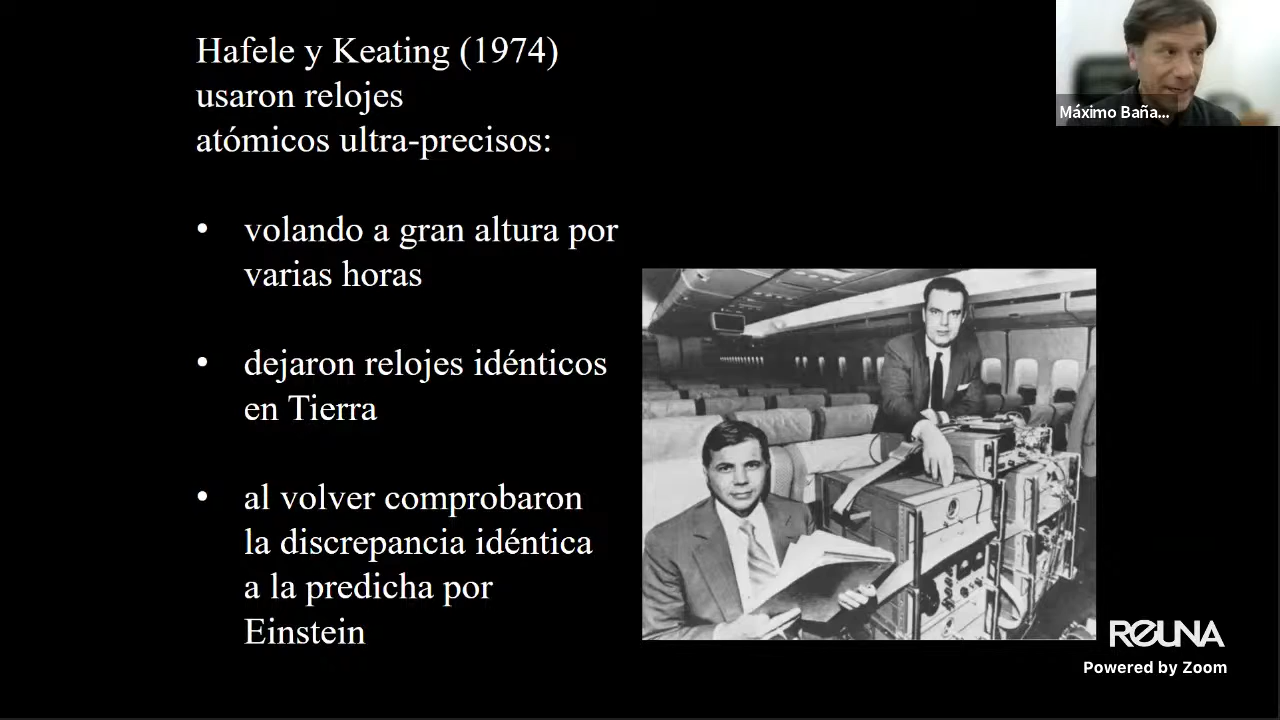 Hafele y Keating (1974)
usaron relojes
atómicos ultra-precisos:
• volando a gran altura por
varias horas
• dejaron relojes idénticos
en Tierra
• al volver comprobaron
la discrepancia idéntica
a la predicha por
Einstein
Máximo Baña...
REUNA
Powered by Zoom